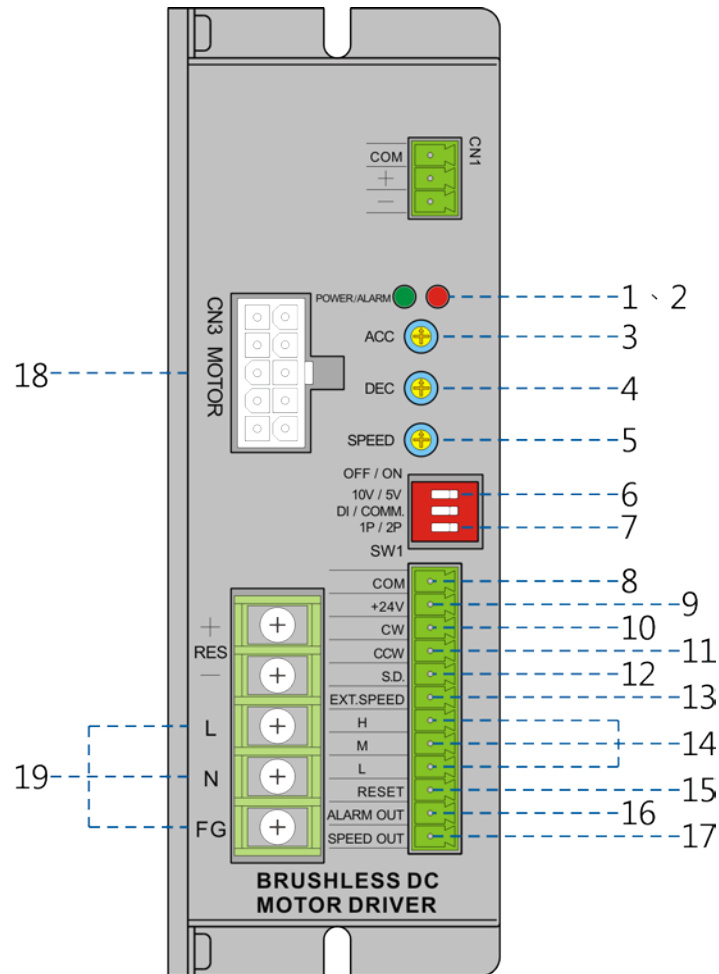 CN1
COM
+
−
POWER/ALARM
1、2
ACC
3
CN3 MOTOR
18
DEC
4
SPEED
5
OFF / ON
10V / 5V
6
DI / COMM.
1P / 2P
7
SW1
COM
8
+24V
9
+
CW
10
RES
CCW
11
−
S.D.
12
EXT.SPEED
13
L
H
N
M
14
FG
L
19
RESET
15
ALARM OUT
16
SPEED OUT
17
BRUSHLESS DC
MOTOR DRIVER